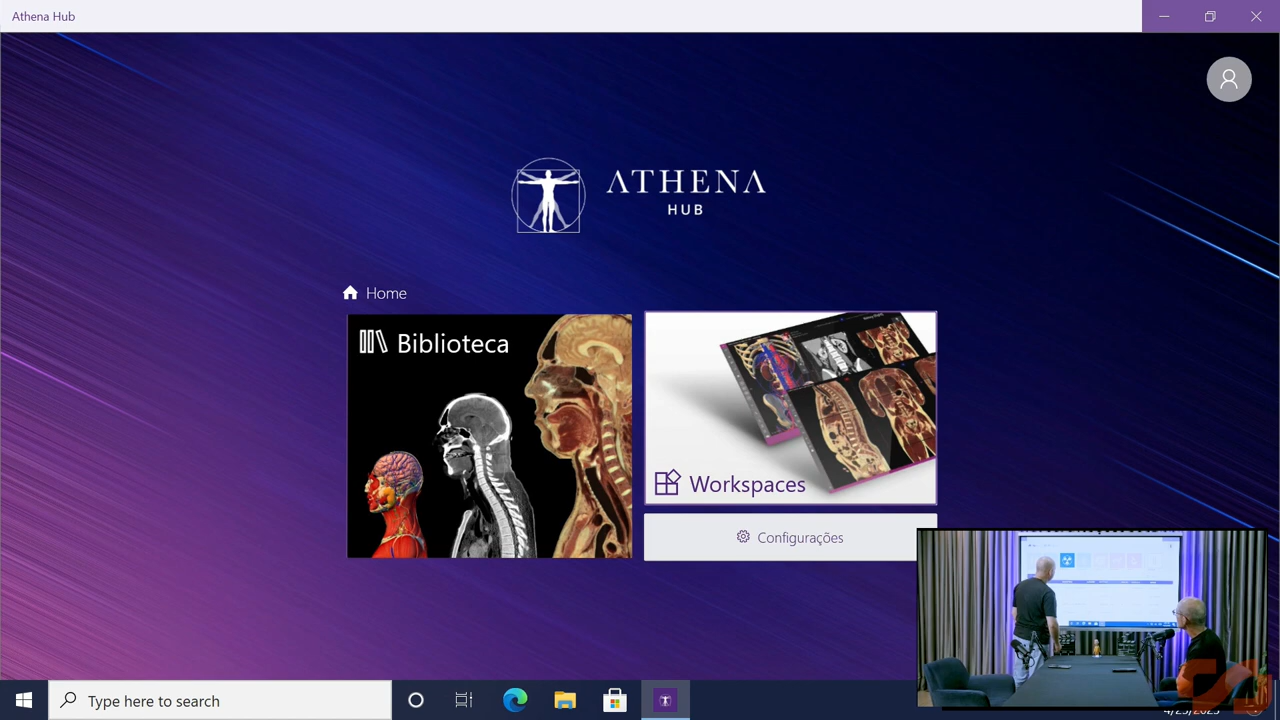 Athena Hub
ATHENA
HUB
Home
Biblioteca
Workspaces
Configurações
Type here to search